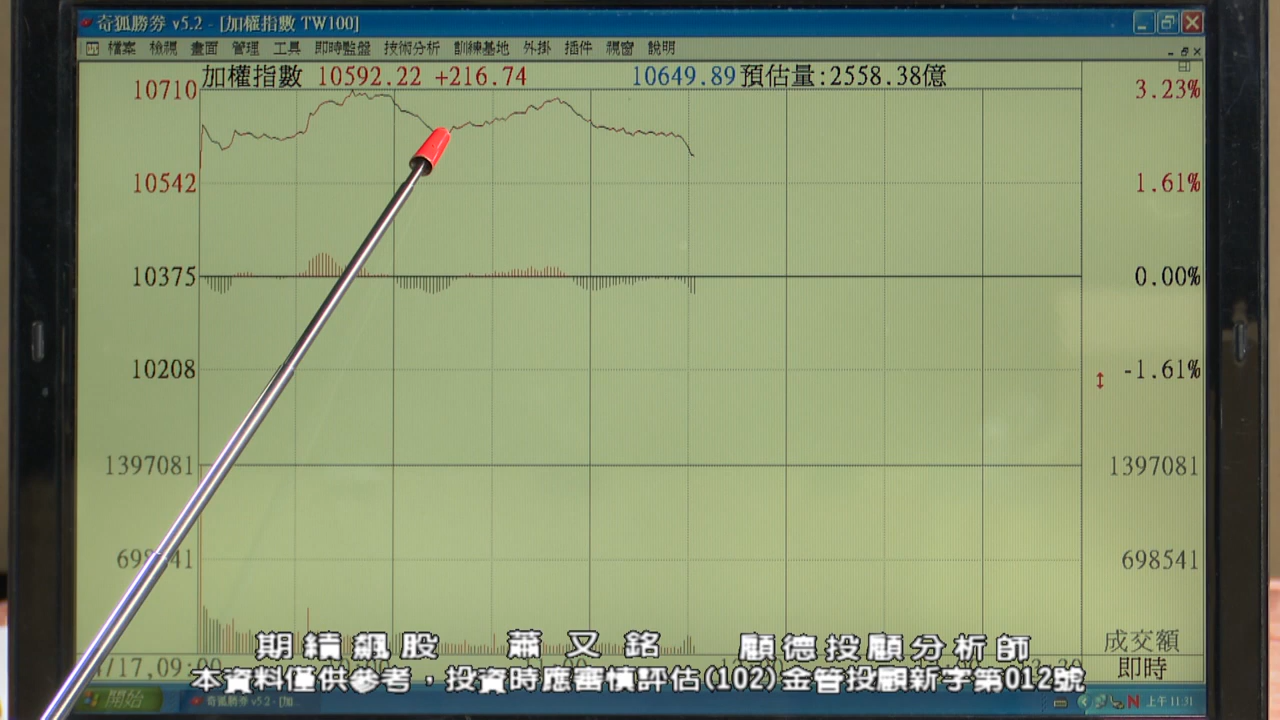 奇狐勝券 v5.2 - [加權指數 TW100]
檔案 檢視 畫面 管理 工具 即時監盤 技術分析 訓練基地 外掛 插件 視窗 說明
加權指數 10592.22 +216.74 10649.89 預估量:2558.38億
10710 3.23%
10542 1.61%
10375 0.00%
10208 -1.61%
1397081 1397081
698541 698541
成交額
期續飆股 蕭又銘 顧德投顧分析師
/17,09: 即時
本資料僅供參考，投資時應審慎評估(102)金管投顧新字第012號
開始 奇狐勝券 v5.2 - [加... 上午 11:31